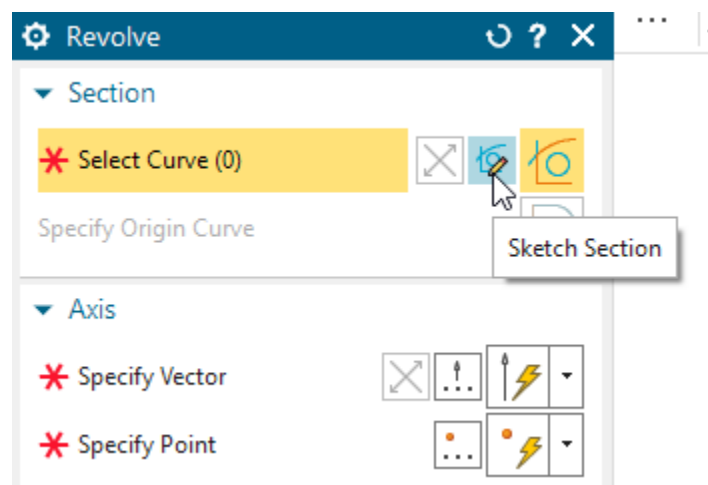 Revolve ?
Section
Select Curve (0)
Specify Origin Curve
Sketch Section
Axis
Specify Vector
Specify Point